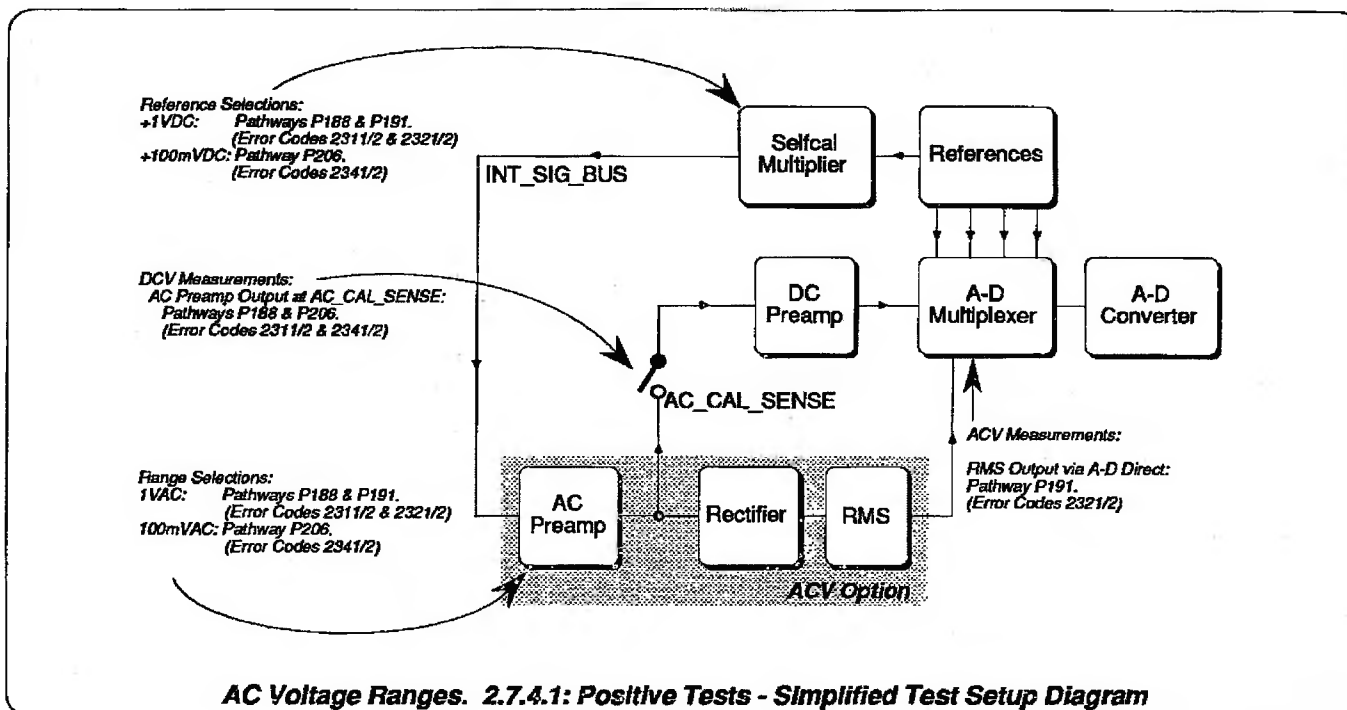 Reference Selections:
+1VDC: Pathways P188 & P191.
(Error Codes 2311/2 & 2321/2)
+100mVDC: Pathway P206.
(Error Codes 2341/2)
Selfcal
Multiplier
References
INT_SIG_BUS
DCV Measurements:
AC Preamp Output at AC_CAL_SENSE:
Pathways P188 & P206.
(Error Codes 2311/2 & 2341/2)
DC
Preamp
A-D
Multiplexer
A-D
Converter
AC_CAL_SENSE
ACV Measurements:
RMS Output via A-D Direct:
Pathway P191.
(Error Codes 2321/2)
Range Selections:
1VAC: Pathways P188 & P191.
(Error Codes 2311/2 & 2321/2)
100mVAC: Pathway P206.
(Error Codes 2341/2)
AC
Preamp
Rectifier
RMS
ACV Option
AC Voltage Ranges. 2.7.4.1: Positive Tests - Simplified Test Setup Diagram